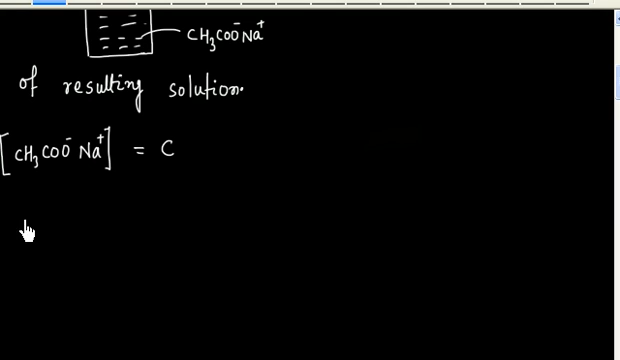 CH₃COO⁻Na⁺
of resulting solution.
[CH₃COO⁻ Na⁺] = C